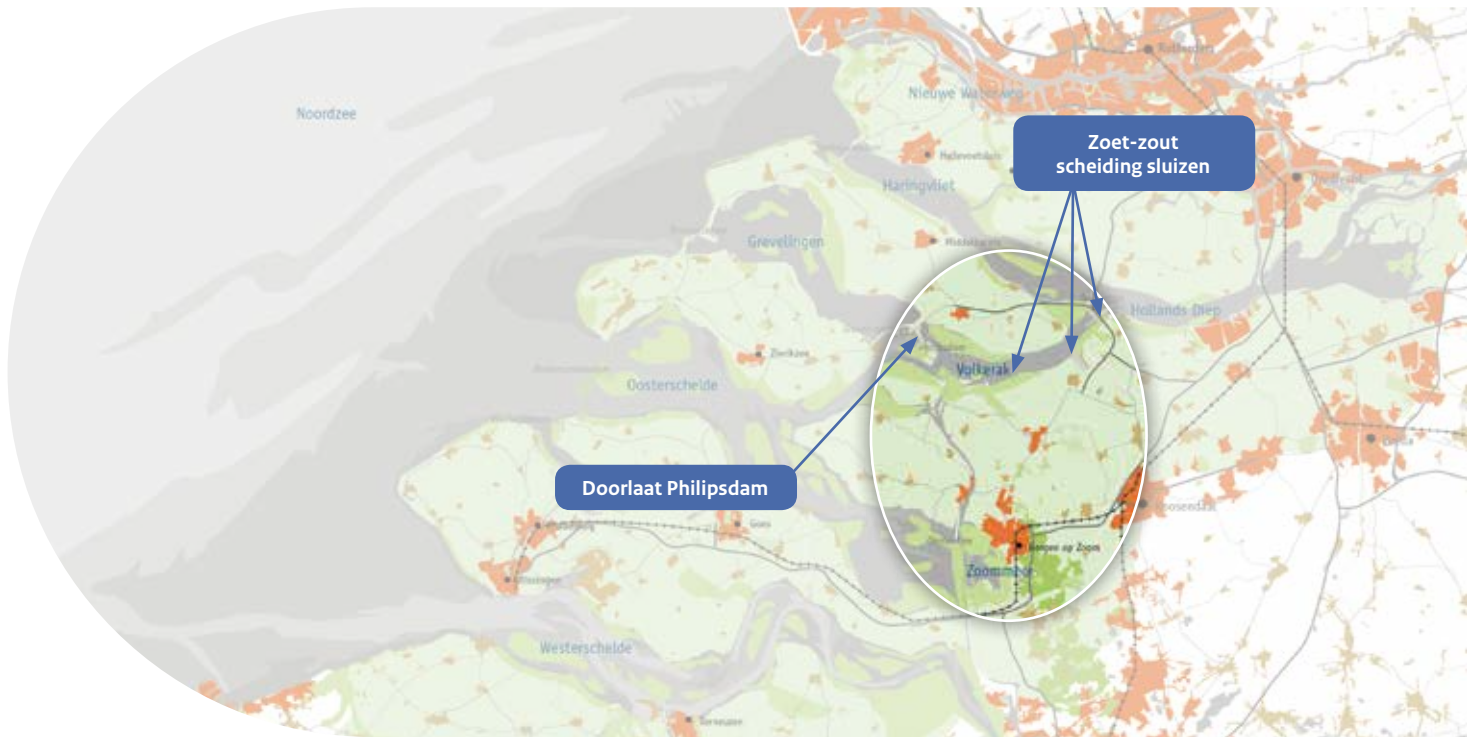 Rotterdam
Noordzee
Nieuwe Waterweg
Zoet-zout
scheiding sluizen
Hellevoetsluis
Dordrecht
Haringvliet
Grevelingen
Middelharnis
Hollands Diep
Zierikzee
Volkerak
Oosterschelde
Breda
Doorlaat Philipsdam
Roosendaal
Goes
Bergen op Zoom
Zoommeer
Vlissingen
Westerschelde
Terneuzen